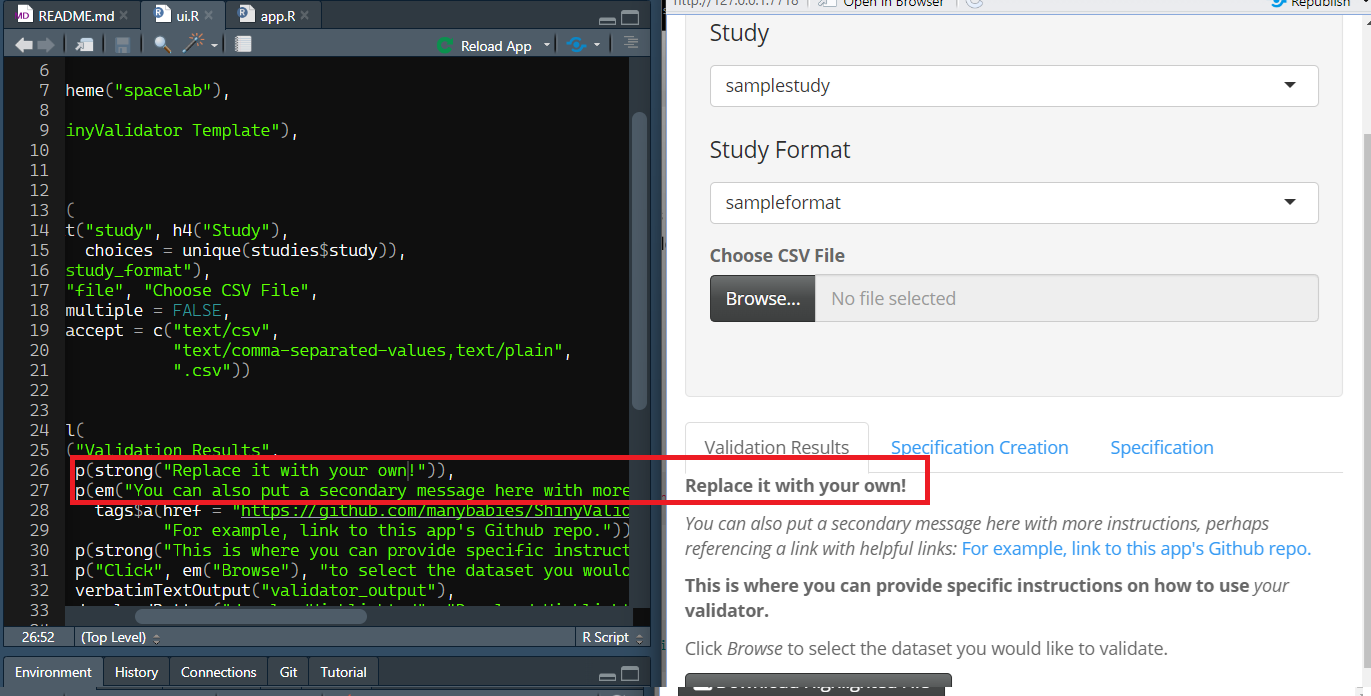 README.md
ui.R
app.R
Reload App
6
7 heme("spacelab"),
8
9 inyValidator Template"),
10
11
12
13 (
14 t("study", h4("Study"),
15 choices = unique(studies$study)),
16 study_format"),
17 "file", "Choose CSV File",
18 multiple = FALSE,
19 accept = c("text/csv",
20 "text/comma-separated-values,text/plain",
21 ".csv"))
22
23
24 l(
25 ("Validation Results",
26 p(strong("Replace it with your own!")),
27 p(em("You can also put a secondary message here with more
28 tags$a(href = "https://github.com/manybabies/ShinyValid
29 "For example, link to this app's Github repo."))
30 p(strong("This is where you can provide specific instruct
31 p("Click", em("Browse"), "to select the dataset you would
32 verbatimTextOutput("validator_output"),
33
26:52 (Top Level) R Script
Environment History Connections Git Tutorial
http://127.0.0.1:7718 Open in Browser Republish
Study
samplestudy
Study Format
sampleformat
Choose CSV File
Browse... No file selected
Validation Results Specification Creation Specification
Replace it with your own!
You can also put a secondary message here with more instructions, perhaps
referencing a link with helpful links: For example, link to this app's Github repo.
This is where you can provide specific instructions on how to use your
validator.
Click Browse to select the dataset you would like to validate.
Download Highlighted File